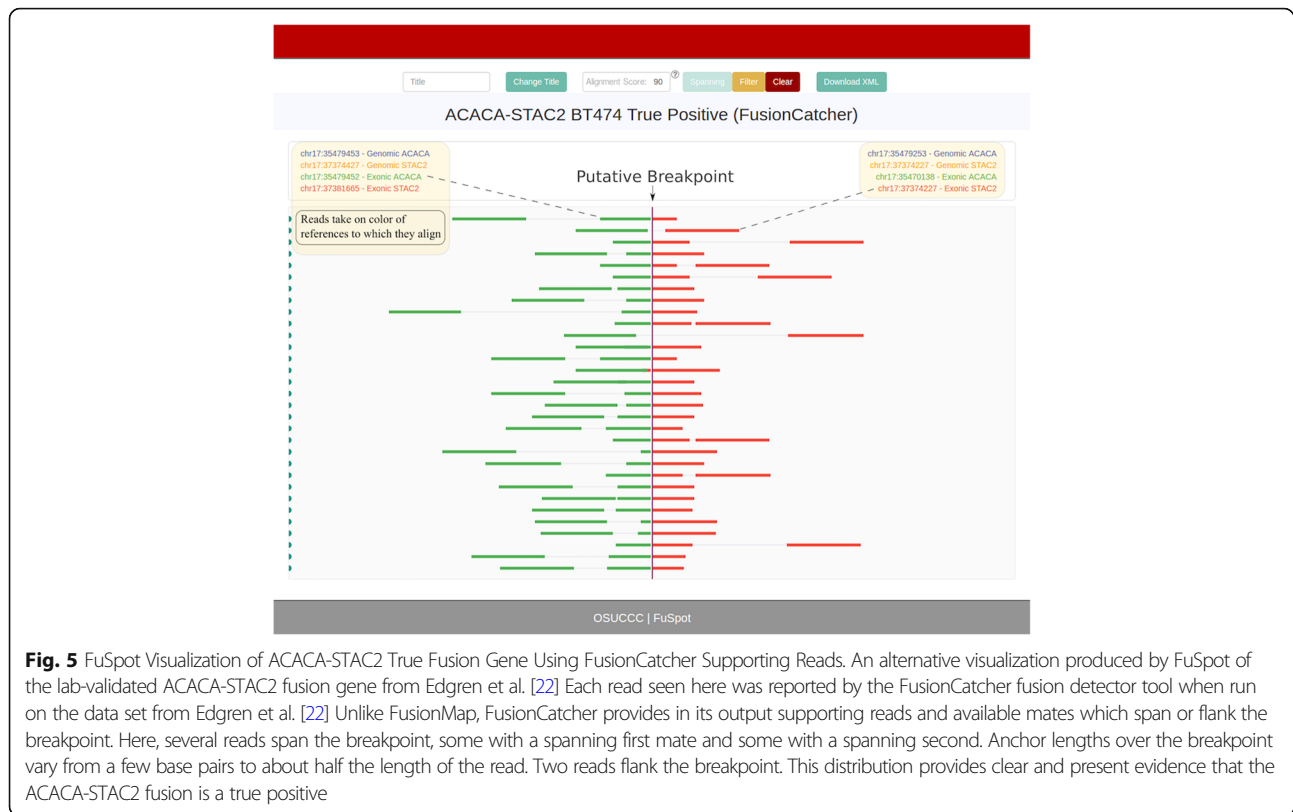 Title
Change Title
Alignment Score: 90
?
Spanning
Filter
Clear
Download XML
ACACA-STAC2 BT474 True Positive (FusionCatcher)
chr17:35479453 - Genomic ACACA
chr17:37374427 - Genomic STAC2
chr17:35479452 - Exonic ACACA
chr17:37381665 - Exonic STAC2
Reads take on color of
references to which they align
Putative Breakpoint
chr17:35479253 - Genomic ACACA
chr17:37374227 - Genomic STAC2
chr17:35470138 - Exonic ACACA
chr17:37374227 - Exonic STAC2
OSUCCC | FuSpot
Fig. 5 FuSpot Visualization of ACACA-STAC2 True Fusion Gene Using FusionCatcher Supporting Reads. An alternative visualization produced by FuSpot of
the lab-validated ACACA-STAC2 fusion gene from Edgren et al. [22] Each read seen here was reported by the FusionCatcher fusion detector tool when run
on the data set from Edgren et al. [22] Unlike FusionMap, FusionCatcher provides in its output supporting reads and available mates which span or flank the
breakpoint. Here, several reads span the breakpoint, some with a spanning first mate and some with a spanning second. Anchor lengths over the breakpoint
vary from a few base pairs to about half the length of the read. Two reads flank the breakpoint. This distribution provides clear and present evidence that the
ACACA-STAC2 fusion is a true positive